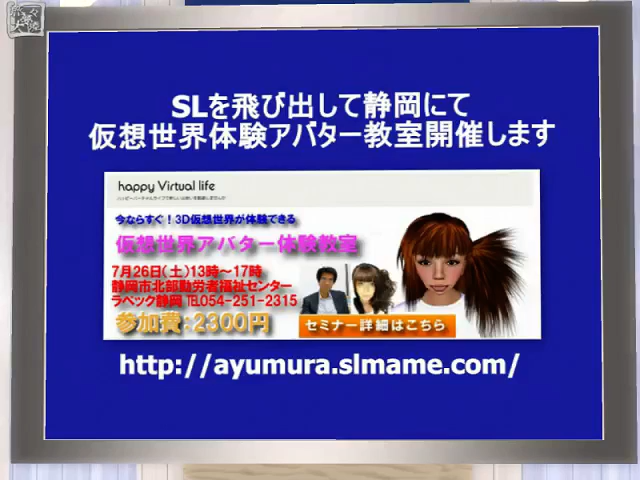 SLを飛び出して静岡にて
仮想世界体験アバター教室開催します
happy Virtual life
今ならすぐ！3D仮想世界が体験できる
仮想世界アバター体験教室
7月26日（土）13時～17時
静岡市北部勤労者福祉センター
ラペック静岡 TEL054-251-2315
参加費：2300円
セミナー詳細はこちら
http://ayumura.slmame.com/